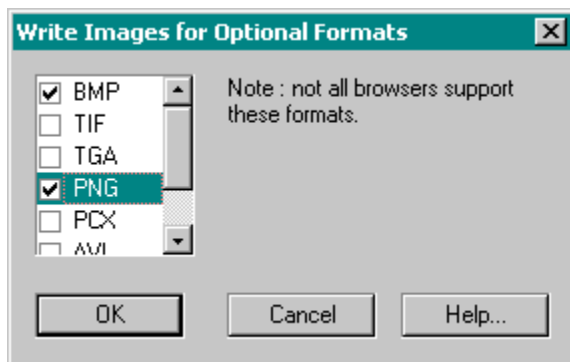 Write Images for Optional Formats
BMP
TIF
TGA
PNG
PCX
AVI
Note : not all browsers support
these formats.
OK
Cancel
Help...